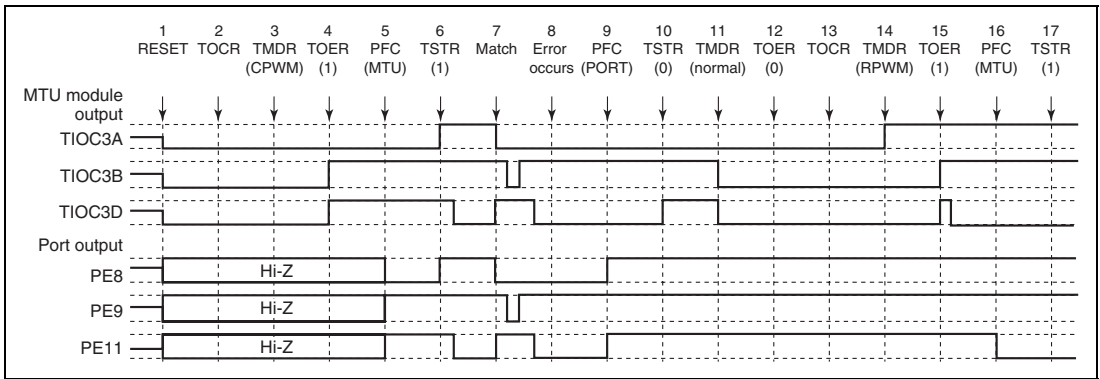 1 2 3 4 5 6 7 8 9 10 11 12 13 14 15 16 17
RESET TOCR TMDR TOER PFC TSTR Match Error PFC TSTR TMDR TOER TOCR TMDR TOER PFC TSTR
(CPWM) (1) (MTU) (1) occurs (PORT) (0) (normal) (0) (RPWM) (1) (MTU) (1)
MTU module
output
TIOC3A
TIOC3B
TIOC3D
Port output
PE8 Hi-Z
PE9 Hi-Z
PE11 Hi-Z